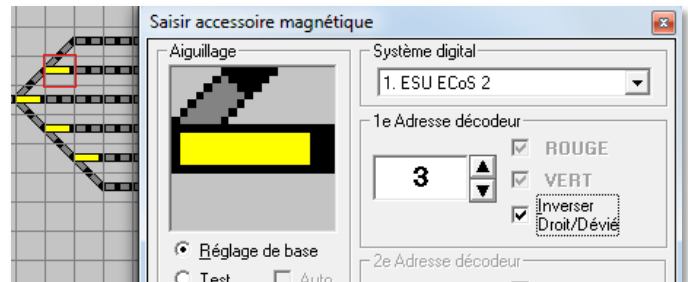 Saisir accessoire magnétique
Aiguillage
Système digital
1. ESU ECoS 2
1e Adresse décodeur
3
ROUGE
VERT
Inverser
Droit/Dévié
Réglage de base
2e Adresse décodeur
Test
Auto